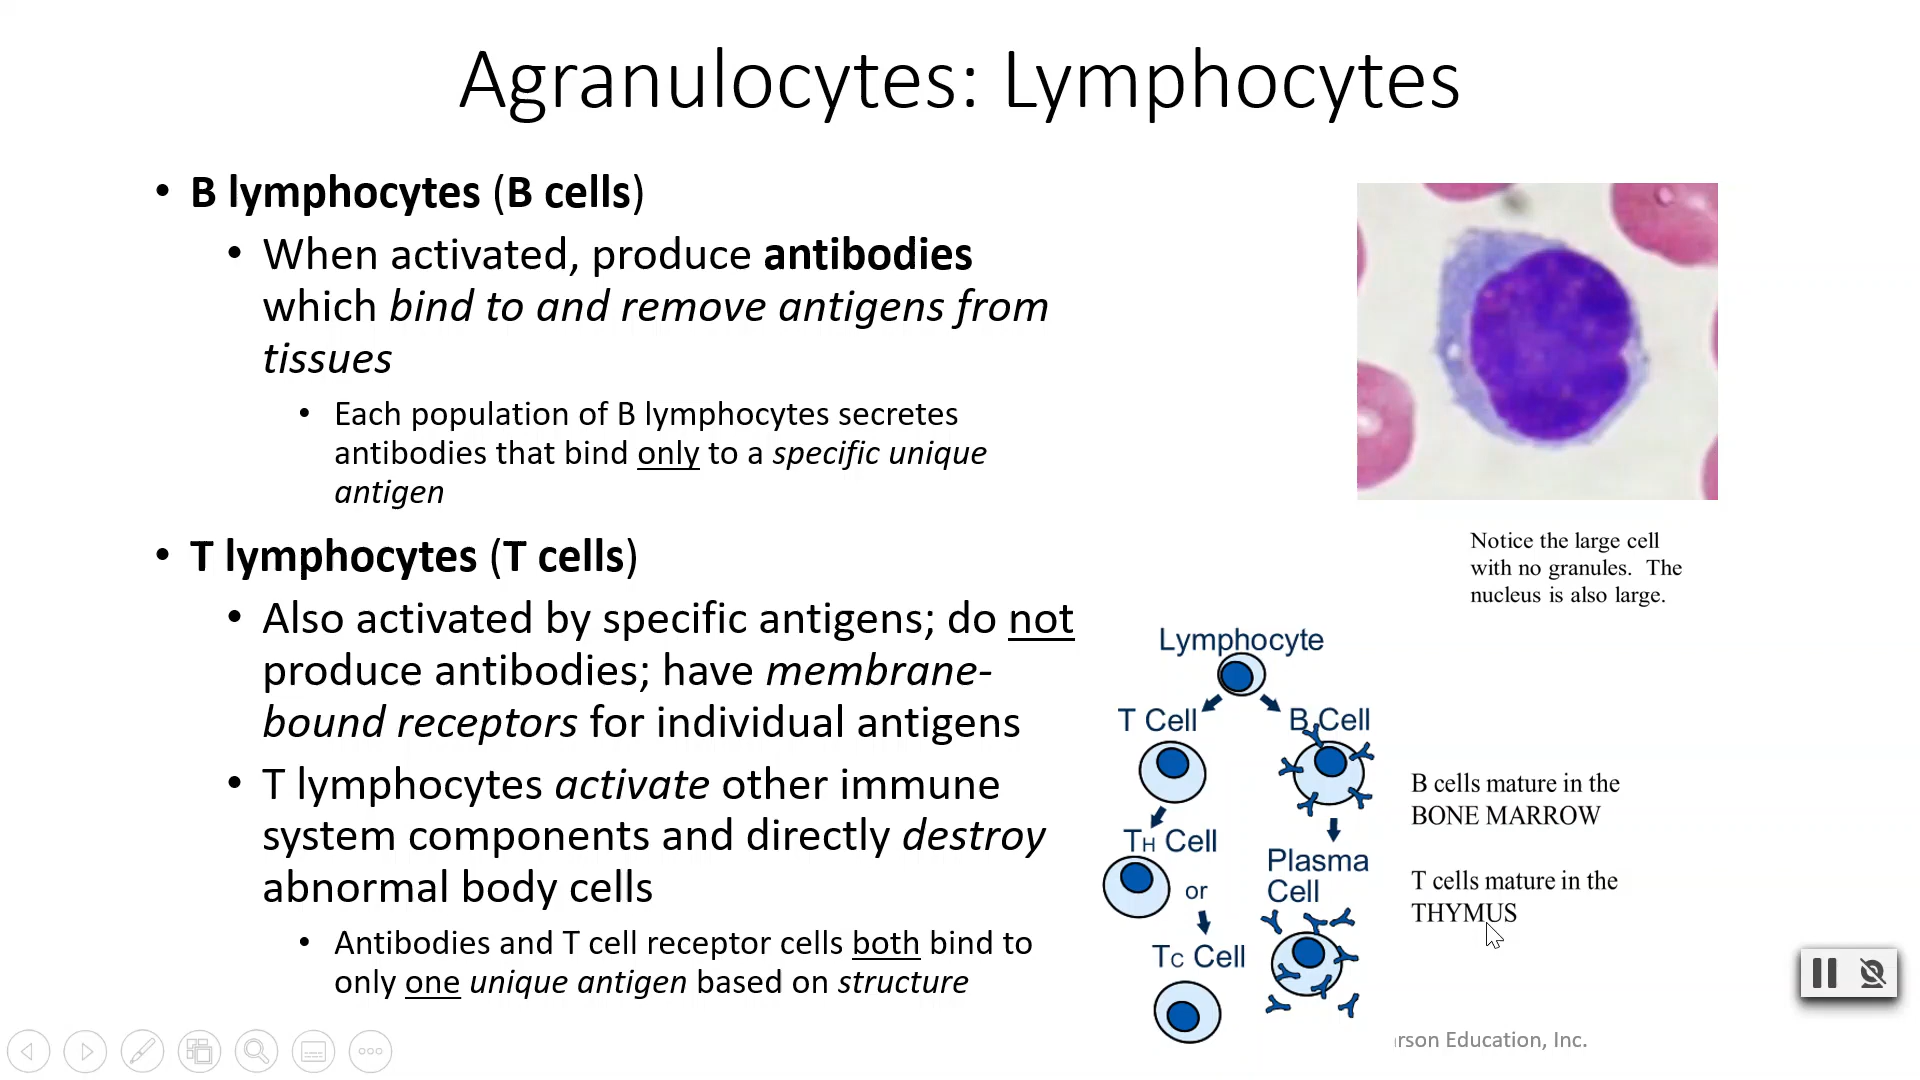 Agranulocytes: Lymphocytes
• B lymphocytes (B cells)
• When activated, produce antibodies
which bind to and remove antigens from
tissues
• Each population of B lymphocytes secretes
antibodies that bind only to a specific unique
antigen
• T lymphocytes (T cells)
• Also activated by specific antigens; do not
produce antibodies; have membrane-
bound receptors for individual antigens
• T lymphocytes activate other immune
system components and directly destroy
abnormal body cells
• Antibodies and T cell receptor cells both bind to
only one unique antigen based on structure
Notice the large cell
with no granules. The
nucleus is also large.
Lymphocyte
T Cell
B Cell
TH Cell
or
Tc Cell
Plasma
Cell
B cells mature in the
BONE MARROW
T cells mature in the
THYMUS
Education, Inc.